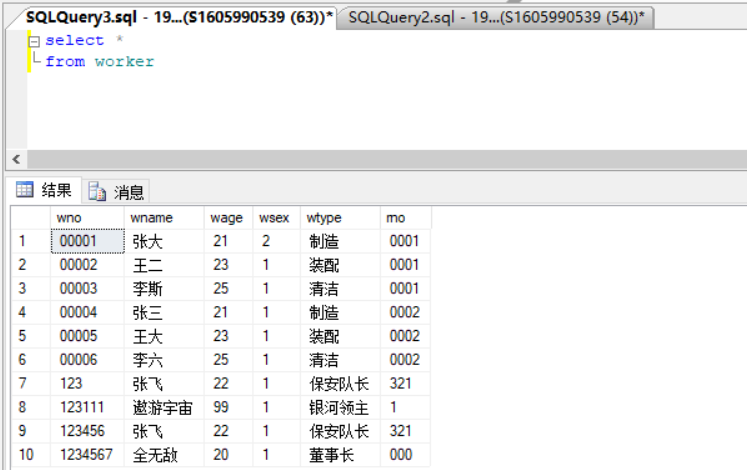 SQLQuery3.sql - 19...(S1605990539 (63))* SQLQuery2.sql - 19...(S1605990539 (54))*
select *
from worker
结果 消息
wno wname wage wsex wtype rno
1 00001 张大 21 2 制造 0001
2 00002 王二 23 1 装配 0001
3 00003 李斯 25 1 清洁 0001
4 00004 张三 21 1 制造 0002
5 00005 王大 23 1 装配 0002
6 00006 李六 25 1 清洁 0002
7 123 张飞 22 1 保安队长 321
8 123111 遨游宇宙 99 1 银河领主 1
9 123456 张飞 22 1 保安队长 321
10 1234567 全无敌 20 1 董事长 000